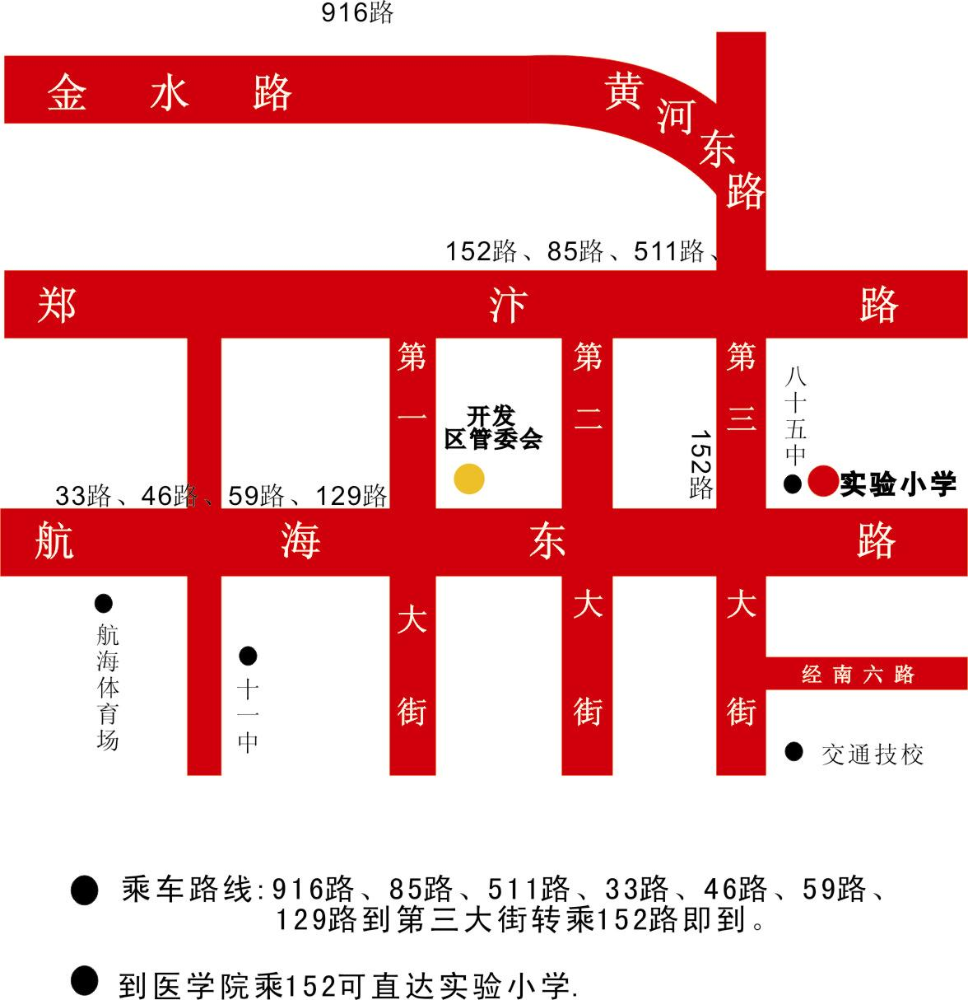 916路
金水路
黄河东路
152路、85路、511路、
郑汴路
第一大街
第二大街
第三大街
开发
区管委会
152路
八十五中
实验小学
33路、46路、59路、129路
航海东路
航海体育场
十一中
经南六路
交通技校
乘车路线:916路、85路、511路、33路、46路、59路、
129路到第三大街转乘152路即到。
到医学院乘152可直达实验小学.